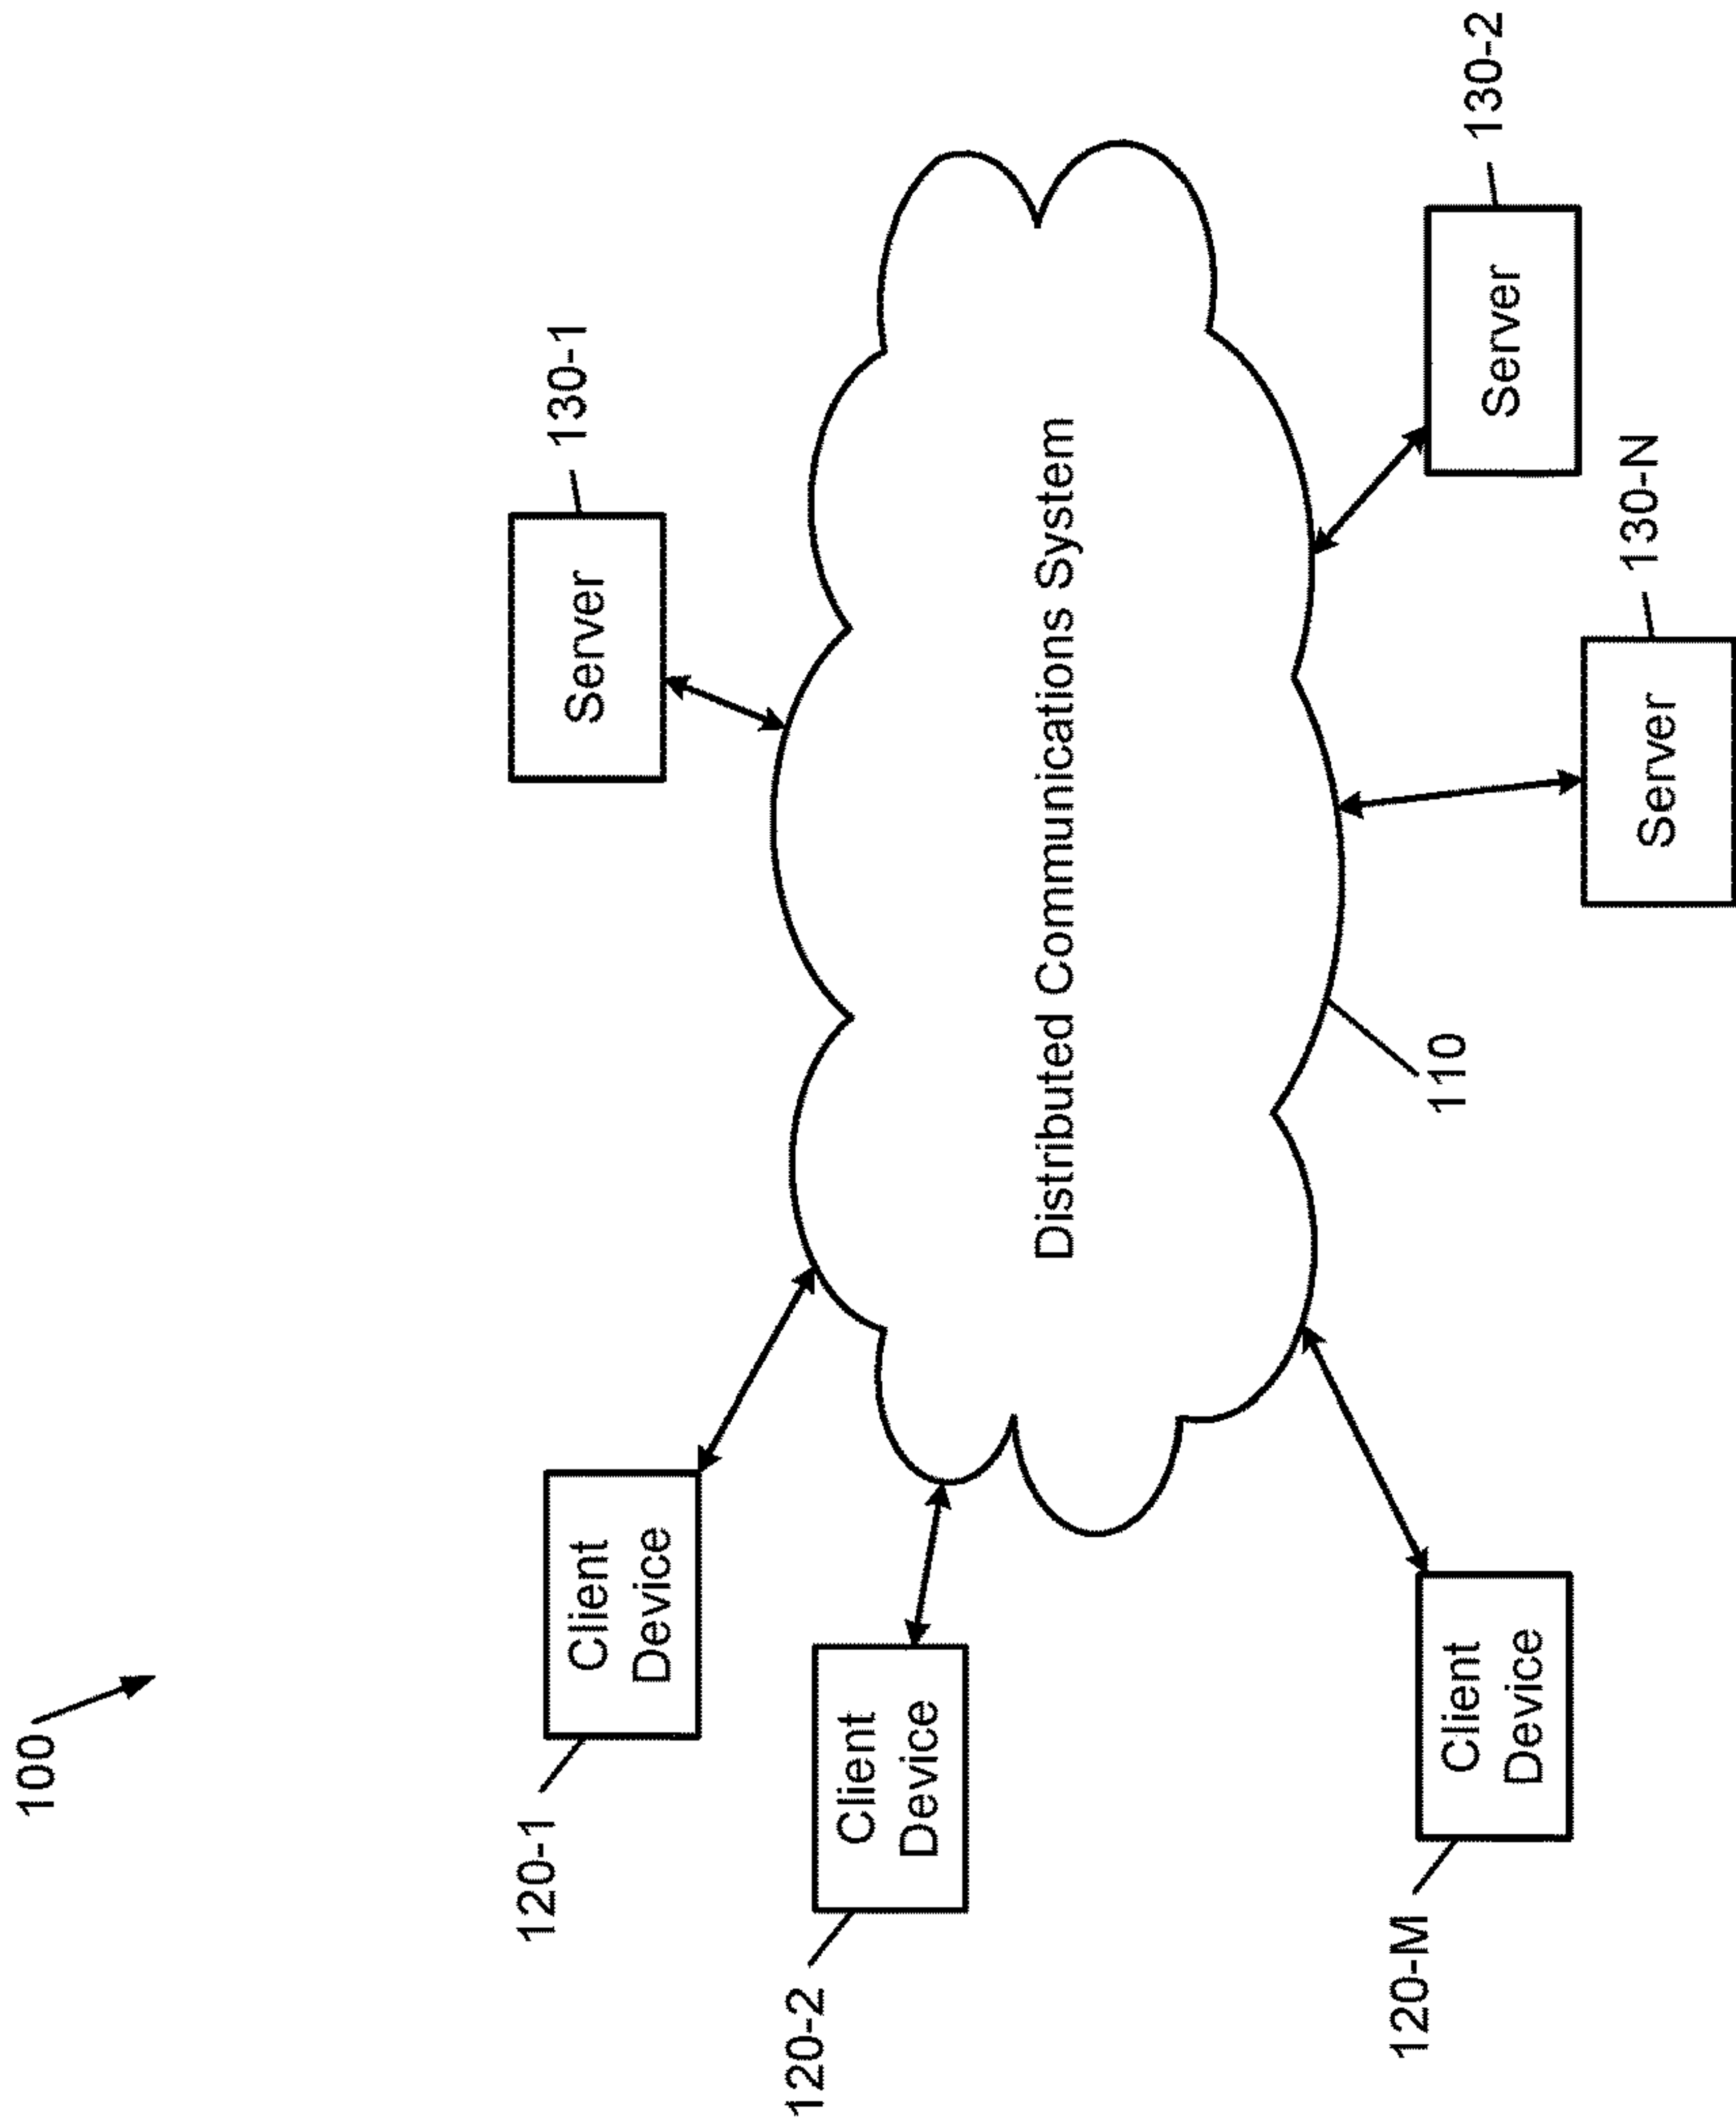 100
120-1
Client
Device
Server
130-1
120-2
Client
Device
Distributed Communications System
110
120-M
Client
Device
Server
130-2
Server
130-N